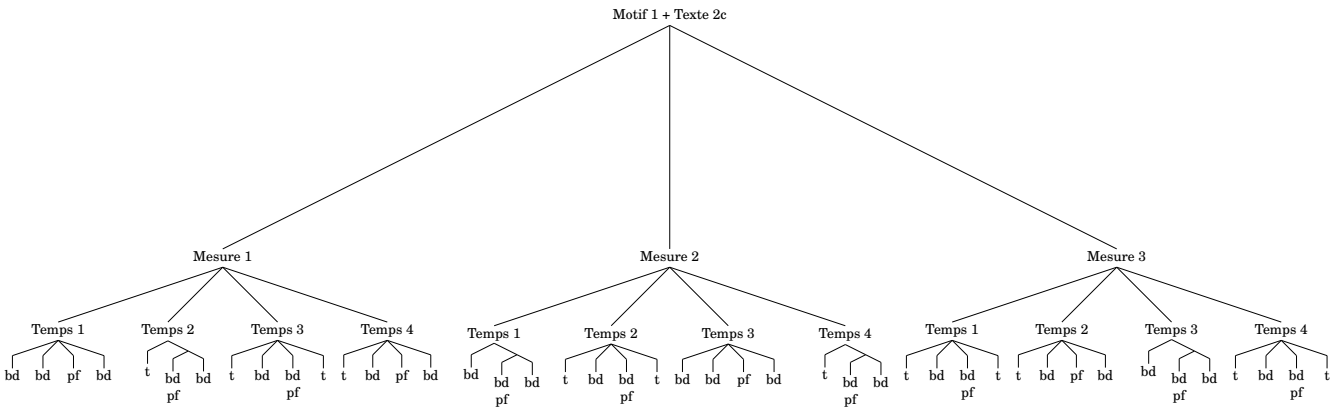 Motif 1 + Texte 2c
Mesure 1 Mesure 2 Mesure 3
Temps 1 Temps 2 Temps 3 Temps 4 Temps 1 Temps 2 Temps 3 Temps 4 Temps 1 Temps 2 Temps 3 Temps 4
bd bd pf bd t bd bd t bd bd t t bd pf bd bd bd bd t bd bd t bd bd pf bd t bd bd t bd bd t t bd pf bd bd bd bd t bd bd t
pf pf pf pf pf pf pf pf